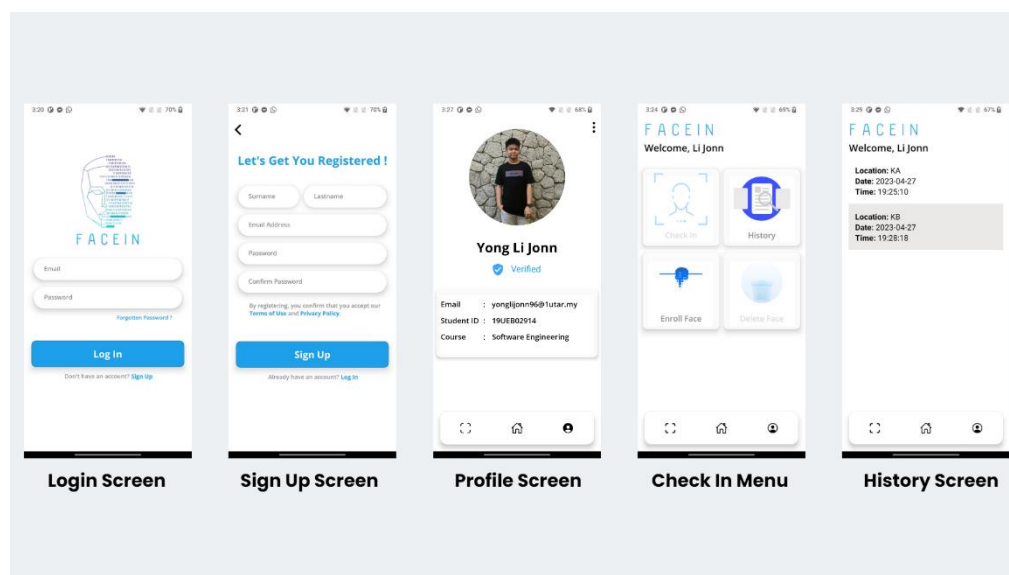 3:20
70%
FACEIN
Email
Password
Forgotten Password ?
Log In
Don't have an account? Sign Up
Login Screen
3:21
70%
Let's Get You Registered !
Surname
Lastname
Email Address
Password
Confirm Password
By registering, you confirm that you accept our
Terms of Use and Privacy Policy.
Sign Up
Already have an account? Log In
Sign Up Screen
3:27
68%
Yong Li Jonn
Verified
Email : yonglijonn96@1utar.my
Student ID : 19UEB02914
Course : Software Engineering
Profile Screen
3:24
69%
FACEIN
Welcome, Li Jonn
Check In
History
Enroll Face
Delete Face
Check In Menu
3:29
67%
FACEIN
Welcome, Li Jonn
Location: KA
Date: 2023-04-27
Time: 19:25:10
Location: KB
Date: 2023-04-27
Time: 19:28:18
History Screen